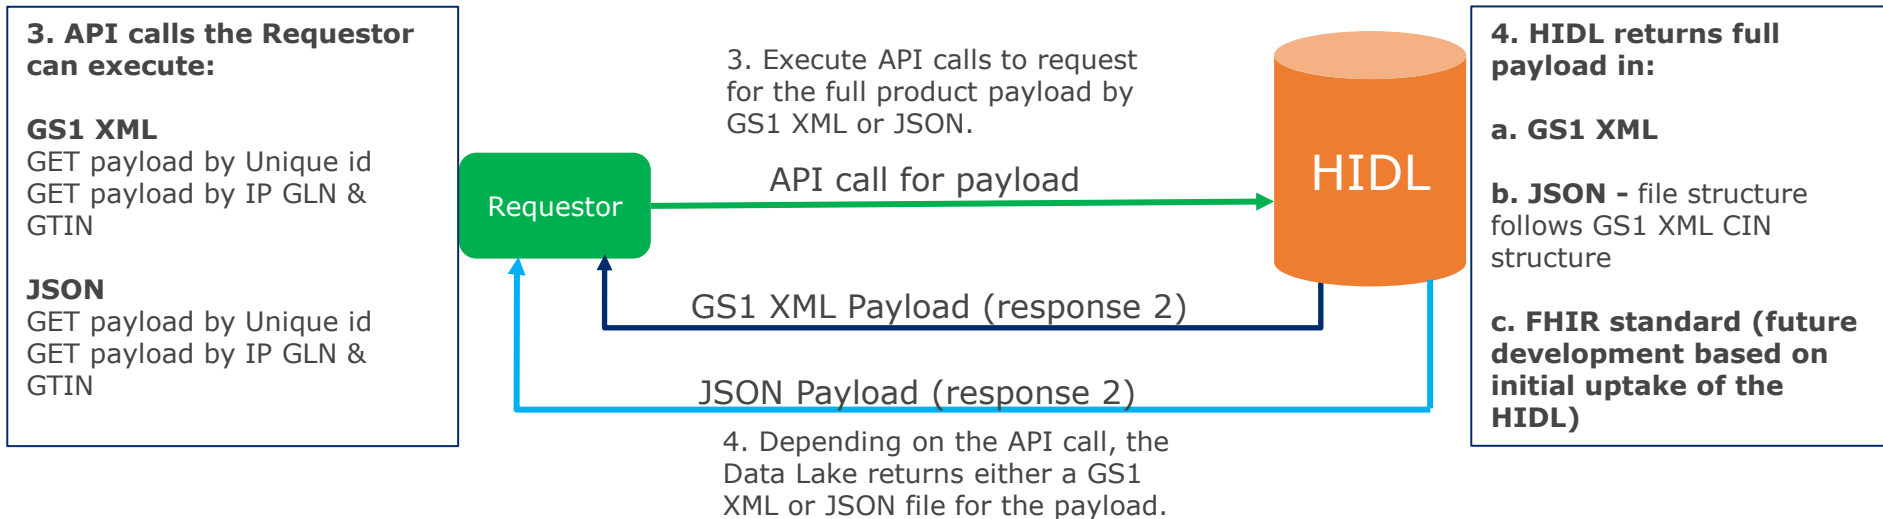 3. API calls the Requestor
can execute:
GS1 XML
GET payload by Unique id
GET payload by IP GLN &
GTIN
JSON
GET payload by Unique id
GET payload by IP GLN &
GTIN
3. Execute API calls to request
for the full product payload by
GS1 XML or JSON.
API call for payload
Requestor
HIDL
GS1 XML Payload (response 2)
JSON Payload (response 2)
4. Depending on the API call, the
Data Lake returns either a GS1
XML or JSON file for the payload.
4. HIDL returns full
payload in:
a. GS1 XML
b. JSON - file structure
follows GS1 XML CIN
structure
c. FHIR standard (future
development based on
initial uptake of the
HIDL)